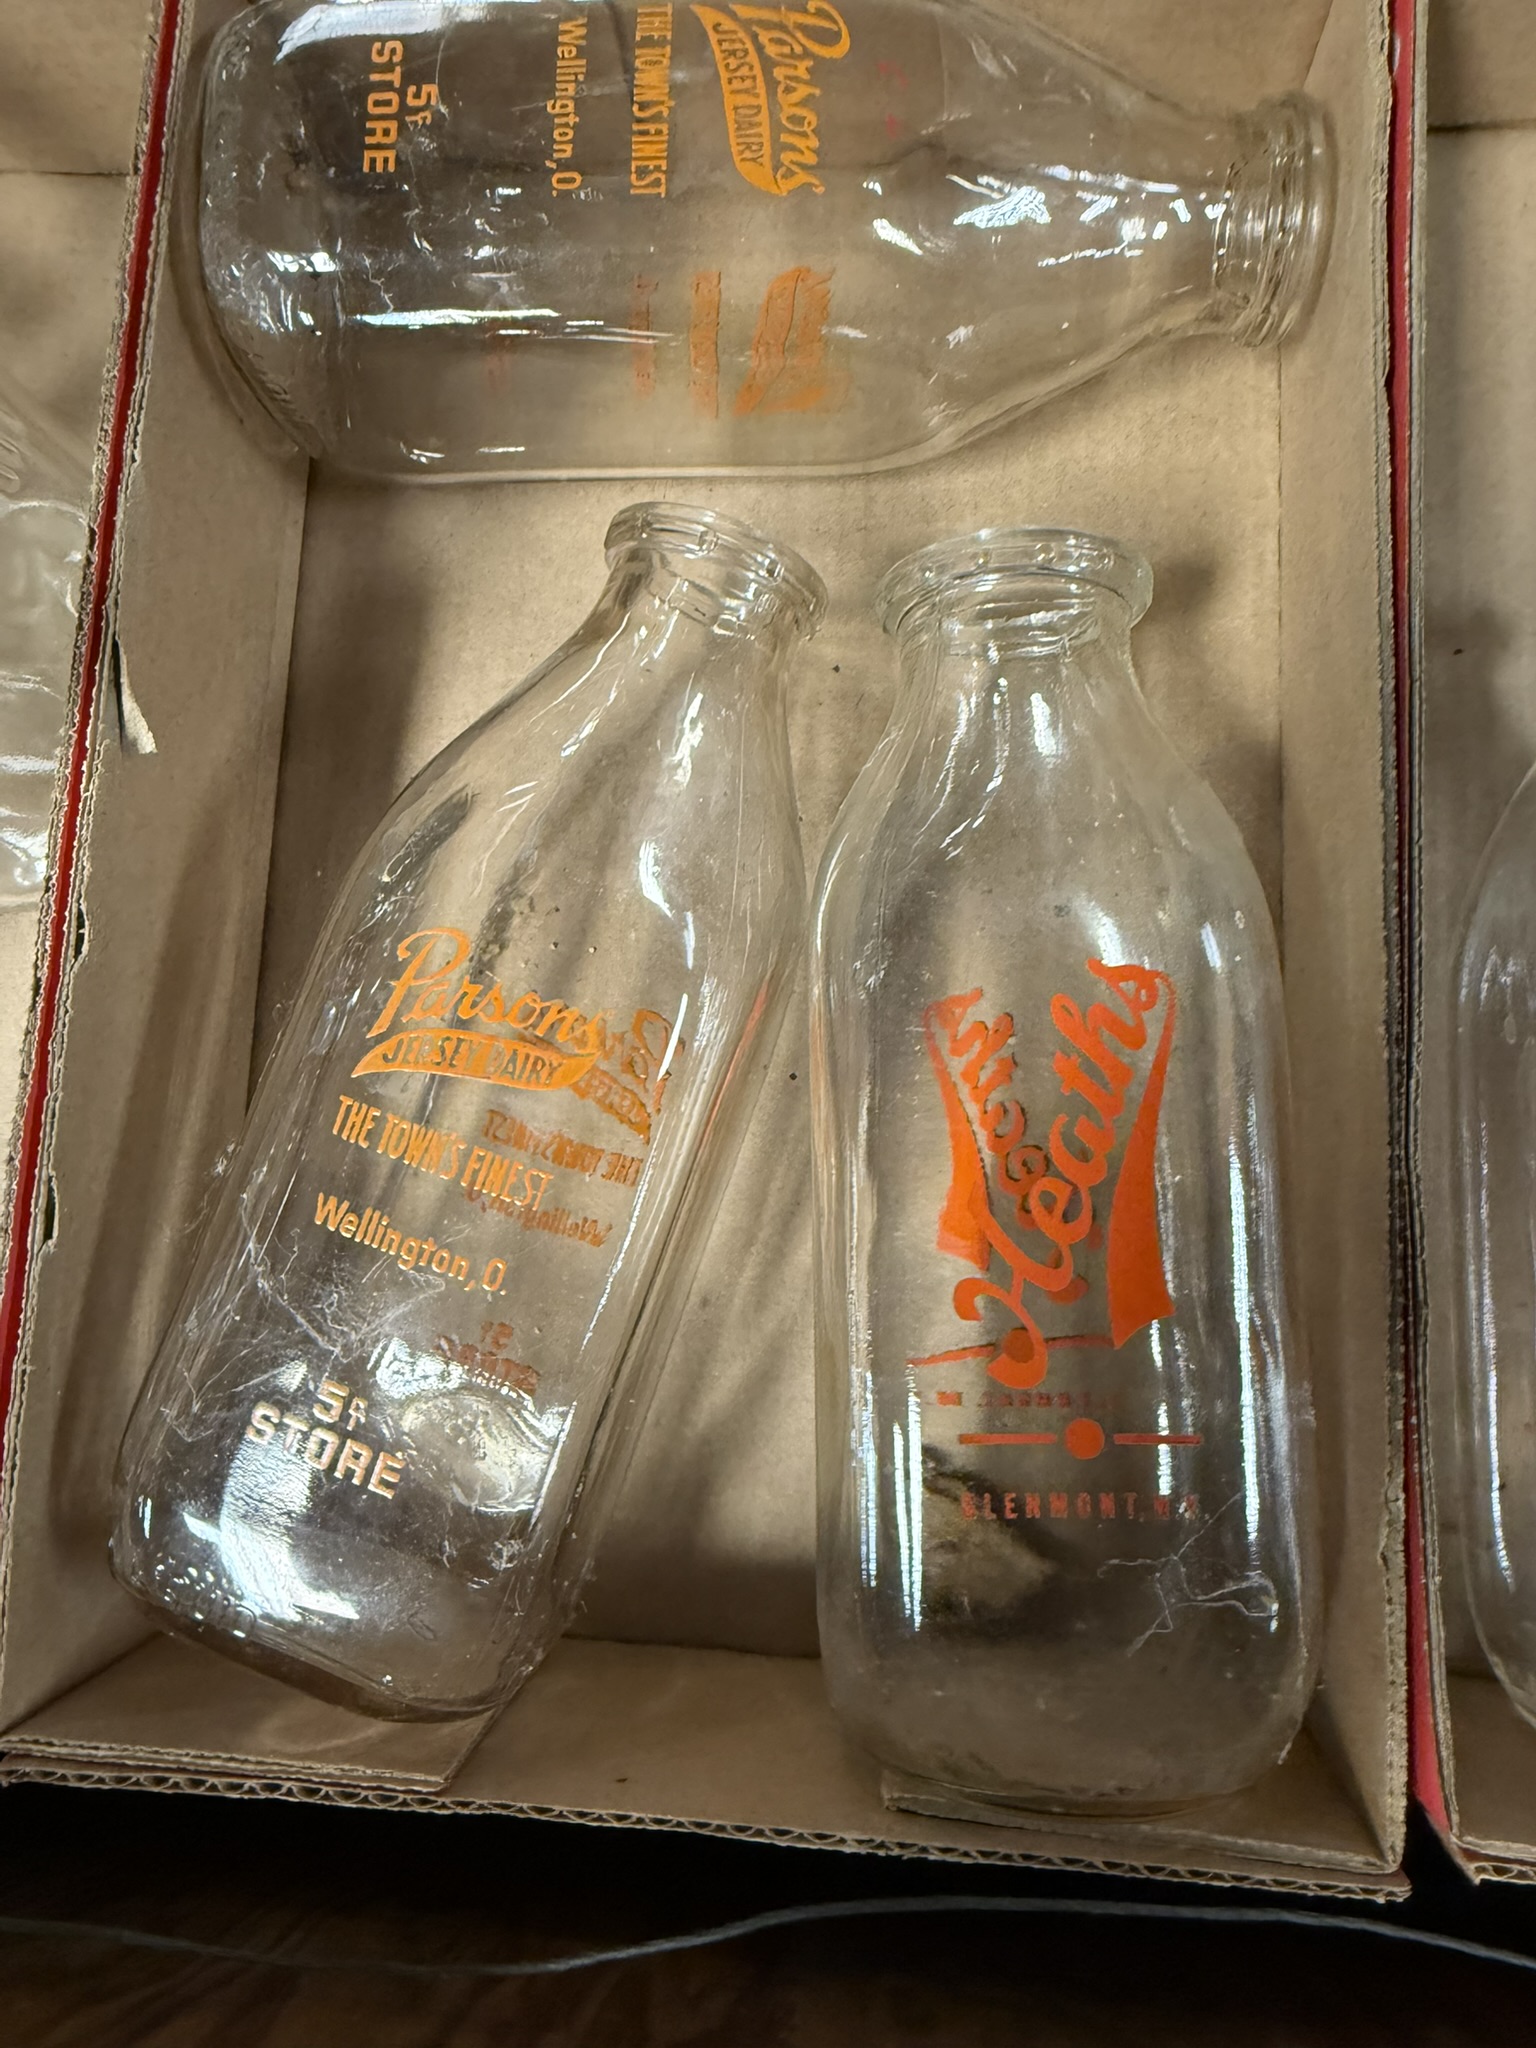 Parsons
JERSEY DAIRY
THE TOWN'S FINEST
Wellington, O.
5¢
STORE
Parsons
JERSEY DAIRY
THE TOWN'S FINEST
Wellington, O.
5¢
STORE
Heaths